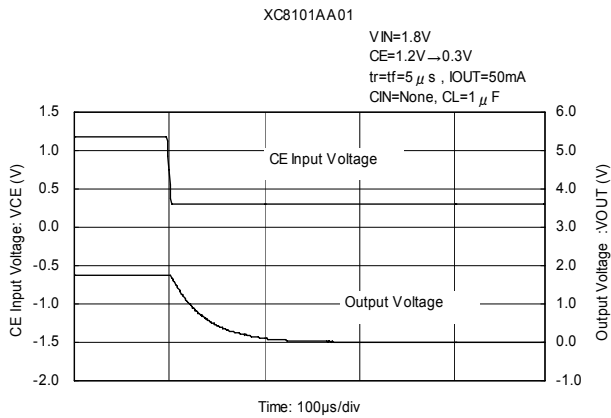 XC8101AA01
VIN=1.8V
CE=1.2V→0.3V
tr=tf=5μs, IOUT=50mA
CIN=None, CL=1μF
1.5
1.0
0.5
0.0
-0.5
-1.0
-1.5
-2.0
CE Input Voltage: VCE (V)
CE Input Voltage
Output Voltage
6.0
5.0
4.0
3.0
2.0
1.0
0.0
-1.0
Output Voltage :VOUT (V)
Time: 100μs/div